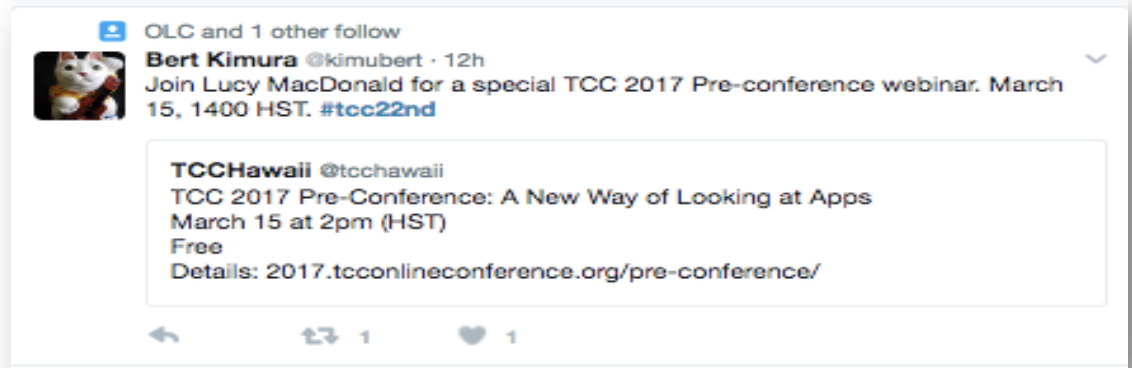 OLC and 1 other follow
Bert Kimura @kimubert · 12h
Join Lucy MacDonald for a special TCC 2017 Pre-conference webinar. March
15, 1400 HST. #tcc22nd
TCCHawaii @tcchawaii
TCC 2017 Pre-Conference: A New Way of Looking at Apps
March 15 at 2pm (HST)
Free
Details: 2017.tcconlineconference.org/pre-conference/
1 1